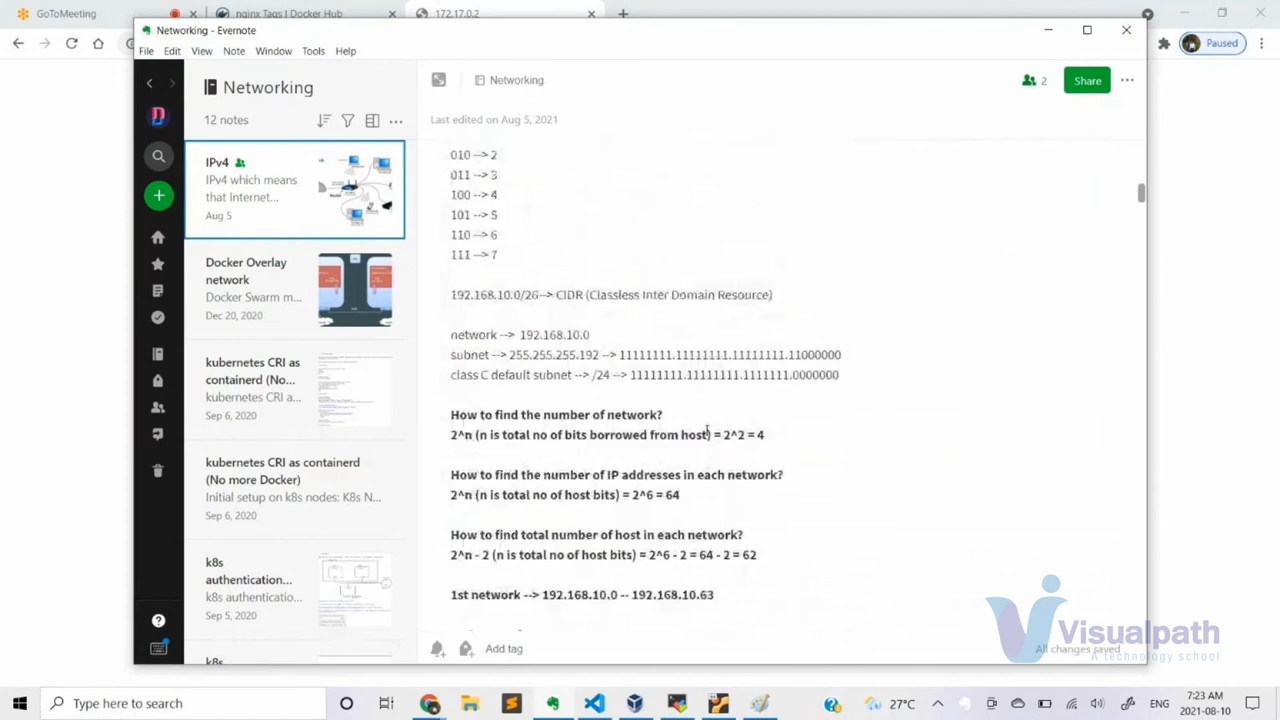 GoToMeeting
nginx Tags | Docker Hub
172.17.0.2
Paused
Networking - Evernote
File Edit View Note Window Tools Help
Networking
12 notes
IPv4
IPv4 which means
that Internet...
Aug 5
Docker Overlay
network
Docker Swarm m...
Dec 20, 2020
kubernetes CRI as
containerd (No...
kubernetes CRI a...
Sep 6, 2020
kubernetes CRI as containerd
(No more Docker)
Initial setup on k8s nodes: K8s N...
Sep 6, 2020
k8s
authentication...
k8s authenticatio...
Sep 5, 2020
k8s
Networking
2
Share
Last edited on Aug 5, 2021
010 --> 2
011 --> 3
100 --> 4
101 --> 5
110 --> 6
111 --> 7
192.168.10.0/26--> CIDR (Classless Inter Domain Resource)
network --> 192.168.10.0
subnet --> 255.255.255.192 --> 11111111.11111111.11111111.11000000
class C default subnet --> /24 --> 11111111.11111111.1111111.0000000
How to find the number of network?
2^n (n is total no of bits borrowed from host) = 2^2 = 4
How to find the number of IP addresses in each network?
2^n (n is total no of host bits) = 2^6 = 64
How to find total number of host in each network?
2^n - 2 (n is total no of host bits) = 2^6 - 2 = 64 - 2 = 62
1st network --> 192.168.10.0 -- 192.168.10.63
Add tag
All changes saved
Visualpath
A technology school
Type here to search
27°C
ENG
7:23 AM
2021-08-10